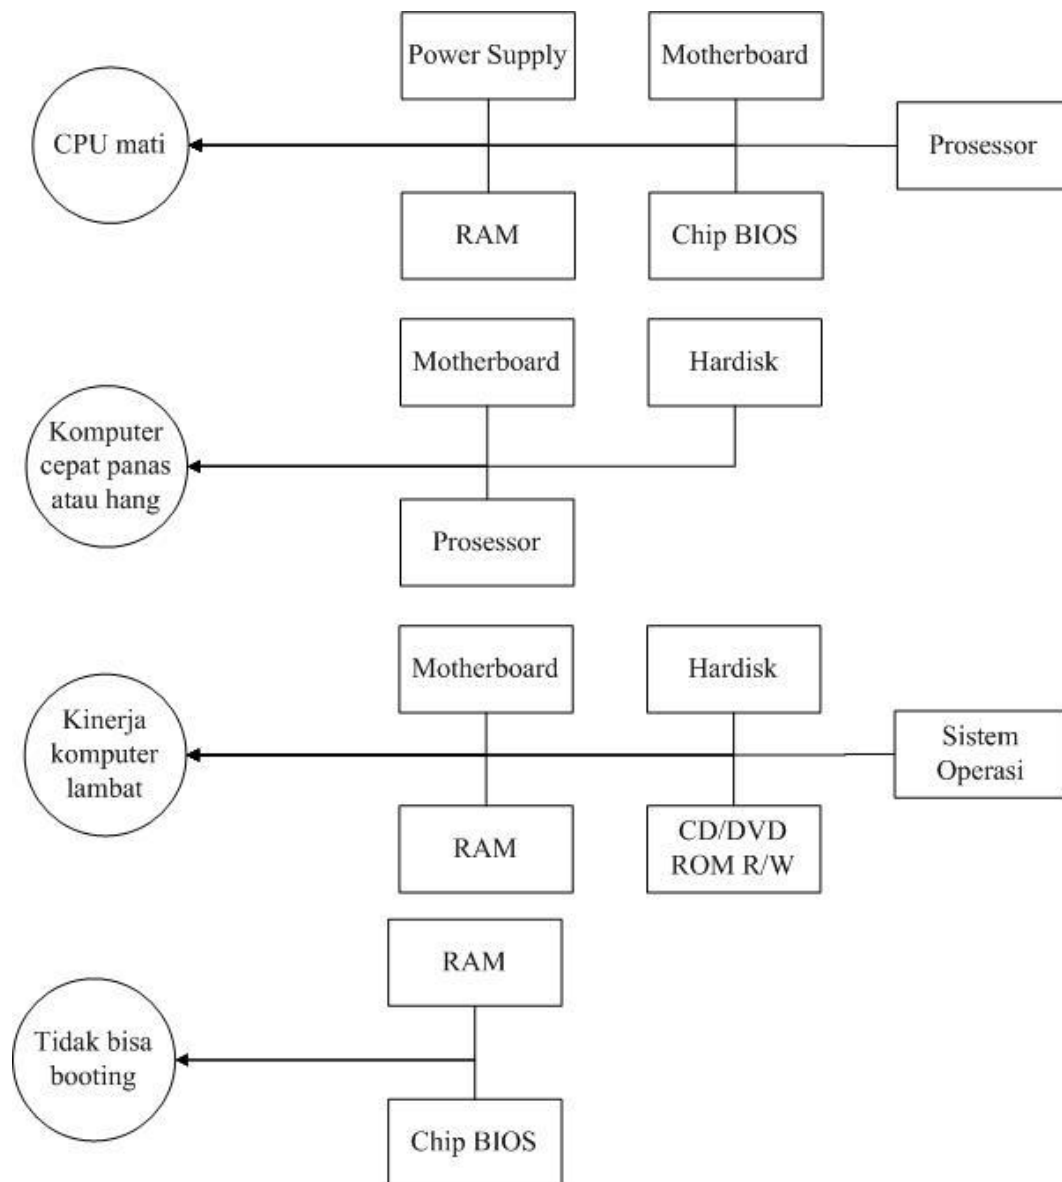 Power Supply
Motherboard
CPU mati
Prosessor
RAM
Chip BIOS
Motherboard
Hardisk
Komputer
cepat panas
atau hang
Prosessor
Motherboard
Hardisk
Kinerja
komputer
lambat
Sistem
Operasi
RAM
CD/DVD
ROM R/W
RAM
Tidak bisa
booting
Chip BIOS